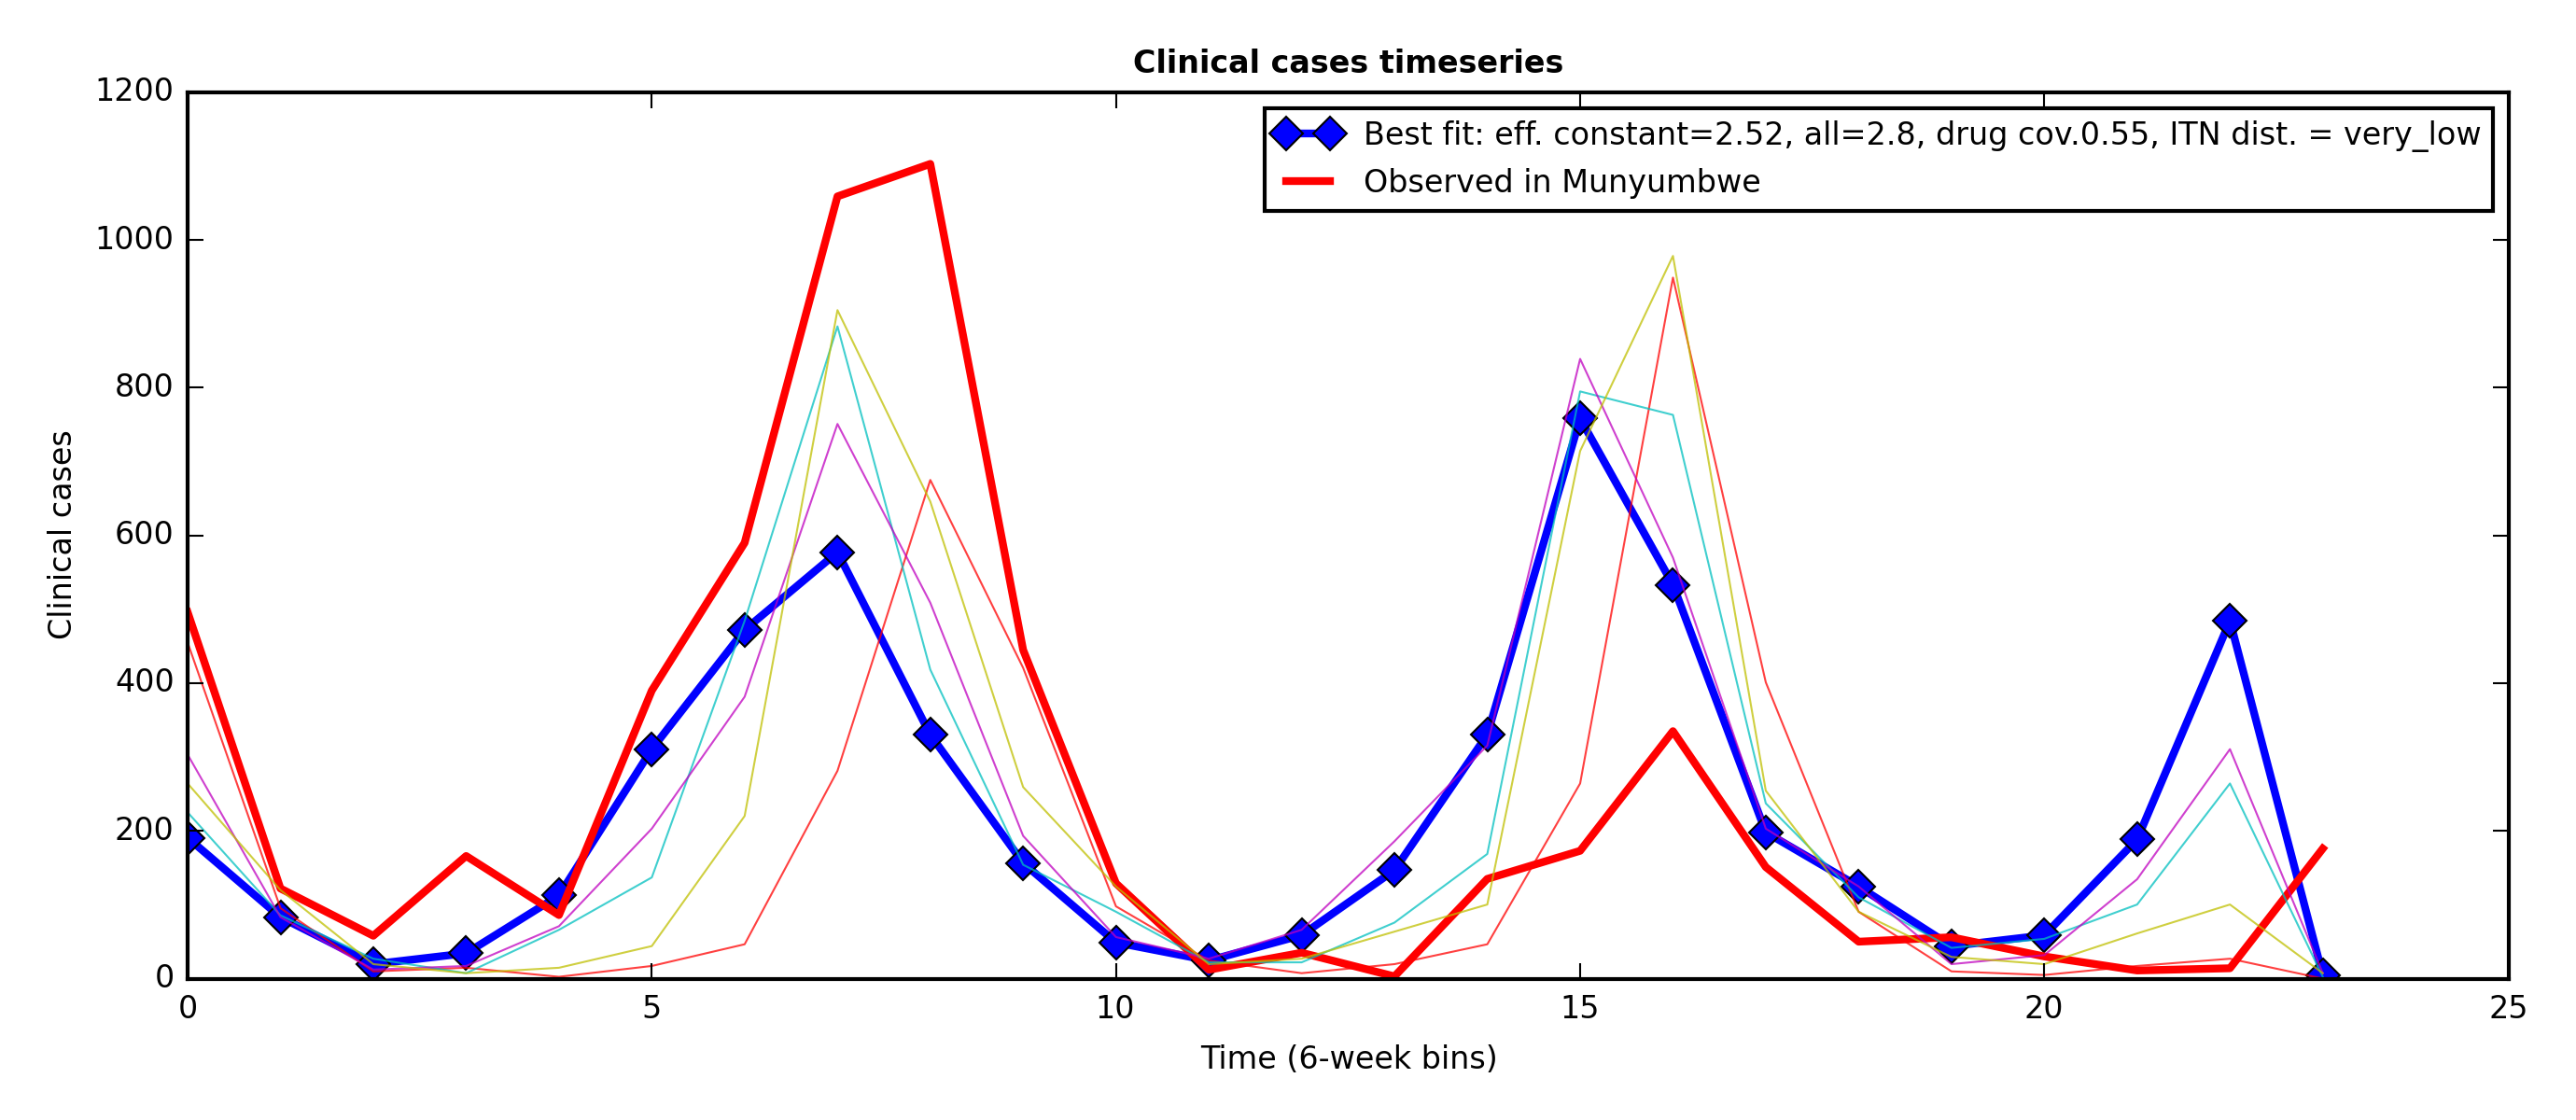 Clinical cases timeseries
1200
1000
800
600
400
200
0
Clinical cases
Best fit: eff. constant=2.52, all=2.8, drug cov.0.55, ITN dist. = very_low
Observed in Munyumbwe
0 5 10 15 20 25
Time (6-week bins)